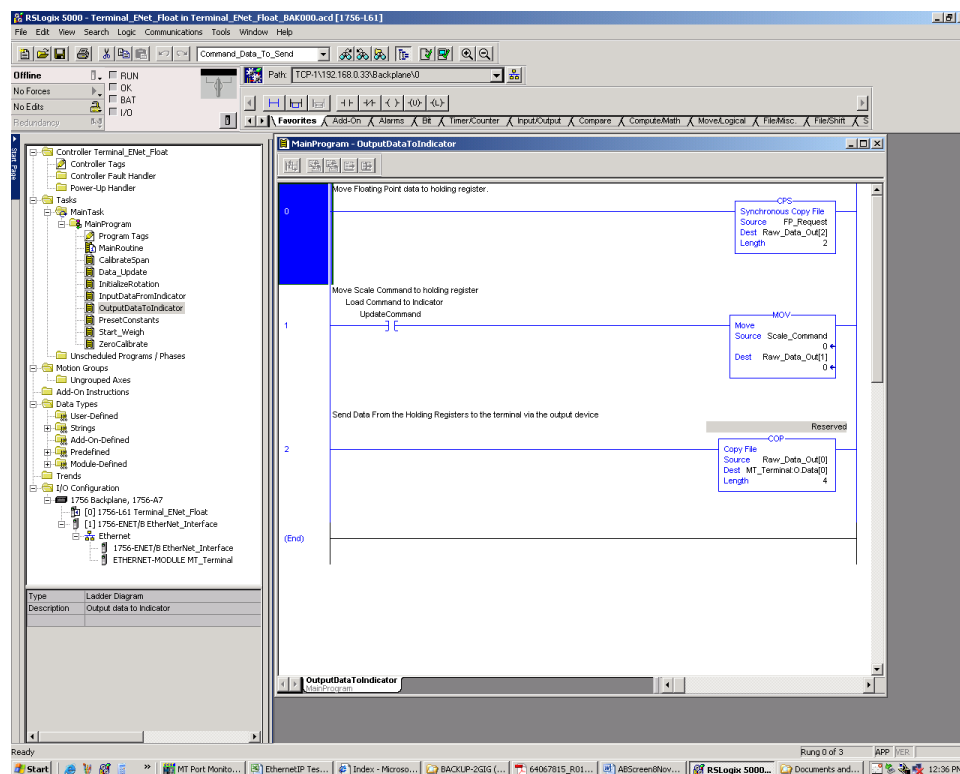 RSLogix 5000 - Terminal_ENet_Float in Terminal_ENet_Float_BAK000.acd [1756-L61]
File Edit View Search Logic Communications Tools Window Help
Command_Data_To_Send
Offline
RUN
Path: TCP-1\192.168.0.33\Backplane\0
No Forces
OK
No Edits
BAT
Redundancy
I/O
Favorites Add-On Alarms Bit Timer/Counter Input/Output Compare Compute/Math Move/Logical File/Misc. File/Shift S
Start Page
Controller Terminal_ENet_Float
Controller Tags
Controller Fault Handler
Power-Up Handler
Tasks
MainTask
MainProgram
Program Tags
MainRoutine
CalibrateSpan
Data_Update
InitializeRotation
InputDataFromIndicator
OutputDataToIndicator
PresetConstants
Start_Weigh
ZeroCalibrate
Unscheduled Programs / Phases
Motion Groups
Ungrouped Axes
Add-On Instructions
Data Types
User-Defined
Strings
Add-On-Defined
Predefined
Module-Defined
Trends
I/O Configuration
1756 Backplane, 1756-A7
[0] 1756-L61 Terminal_ENet_Float
[1] 1756-ENET/B EtherNet_Interface
Ethernet
1756-ENET/B EtherNet_Interface
ETHERNET-MODULE MT_Terminal
Type Ladder Diagram
Description Output data to Indicator
MainProgram - OutputDataToIndicator
Move Floating Point data to holding register.
0
CPS
Synchronous Copy File
Source FP_Request
Dest Raw_Data_Out[2]
Length 2
Move Scale Command to holding register
Load Command to Indicator
UpdateCommand
1
MOV
Move
Source Scale_Command
0
Dest Raw_Data_Out[1]
0
Send Data From the Holding Registers to the terminal via the output device
Reserved
2
COP
Copy File
Source Raw_Data_Out[0]
Dest MT_Terminal:O.Data[0]
Length 4
(End)
OutputDataToIndicator
MainProgram
Ready
Rung 0 of 3 APP VER
Start » MT Port Monito... EthernetIP Tes... Index - Microso... BACKUP-2GIG (... 64067815_R01... ABScreen8Nov... RSLogix 5000... Documents and... 12:36 PM